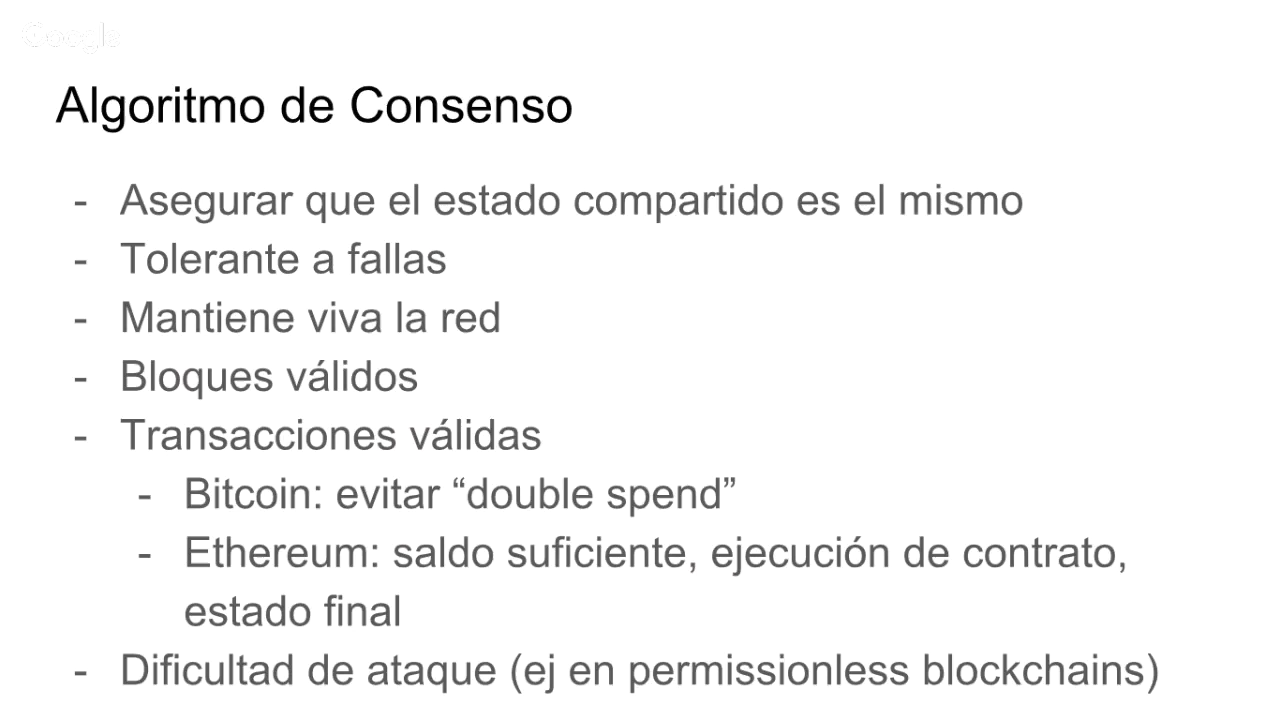 Google
Algoritmo de Consenso
- Asegurar que el estado compartido es el mismo
- Tolerante a fallas
- Mantiene viva la red
- Bloques válidos
- Transacciones válidas
- Bitcoin: evitar “double spend”
- Ethereum: saldo suficiente, ejecución de contrato,
estado final
- Dificultad de ataque (ej en permissionless blockchains)